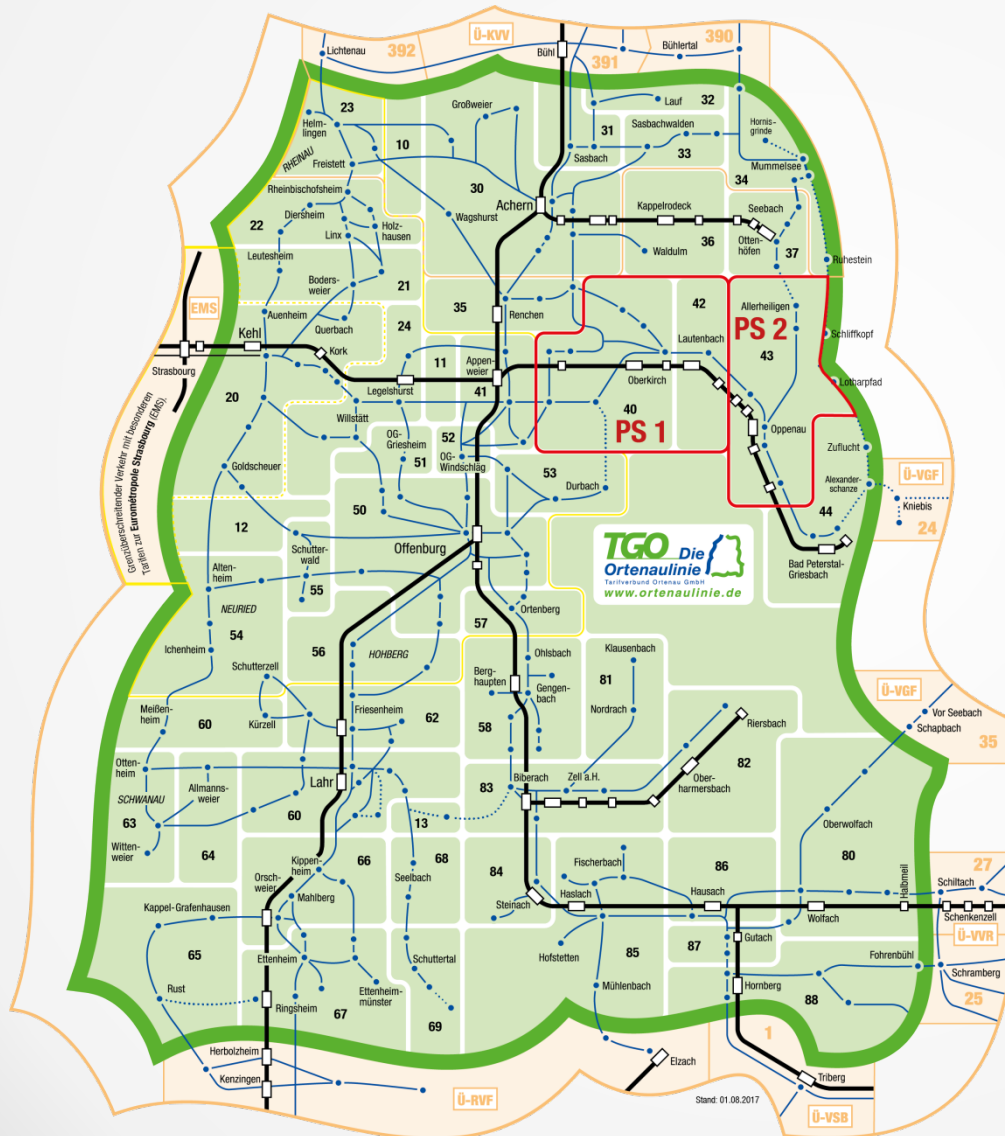 Ü-KVV
390
392
Lichtenau
Bühl
Bühlertal
391
23
Helm-
lingen
RHEINAU
Freistett
10
Großweier
Lauf
32
31
Sasbachwalden
Sasbach
33
Hornis-
grinde
Mummelsee
34
Rheinbischofsheim
Diersheim
22
Linx
Holz-
hausen
30
Wagshurst
Achern
Kappelrodeck
Seebach
36
Otten-
höfen
37
Waldulm
Ruhestein
Leutesheim
Boders-
weier
21
EMS
Auenheim
Querbach
24
35
Renchen
42
Allerheiligen
PS 2
43
Schliffkopf
Lautenbach
Kehl
Kork
Strasbourg
Legelshurst
11
Appen-
weier
41
Oberkirch
40
PS 1
Lotharpfad
Oppenau
20
Willstätt
OG-
Griesheim
51
52
OG-
Windschläg
53
Durbach
Zuflucht
Alexander-
schanze
44
Ü-VGF
Kniebis
24
Goldscheuer
Grenzüberschreitender Verkehr mit besonderen
Tarifen zur Eurométropole Strasbourg (EMS).
12
50
Offenburg
Schutter-
wald
55
TGO Die
Ortenaulinie
Tarifverbund Ortenau GmbH
www.ortenaulinie.de
Bad Peterstal-
Griesbach
Alten-
heim
NEURIED
54
Ichenheim
56
HOHBERG
57
Ortenberg
Ohlsbach
Berg-
haupten
Gengen-
bach
58
Klausenbach
81
Nordrach
Schutterzell
Kürzell
Friesenheim
62
Meißen-
heim
60
Riersbach
82
Ü-VGF
Vor Seebach
Schapbach
35
Otten-
heim
SCHWANAU
63
Allmanns-
weier
Witten-
weier
64
Lahr
60
13
83
Biberach
Zell a.H.
Ober-
harmersbach
Oberwolfach
80
Kippen-
heim
66
68
Seelbach
84
Steinach
Fischerbach
Haslach
86
Hausach
Wolfach
Halbmeil
27
Schiltach
Schenkenzell
Ü-VVR
Orsch-
weier
Mahlberg
Kappel-Grafenhausen
65
Rust
Ettenheim
Ettenheim-
münster
Ringsheim
67
Schuttertal
69
Hofstetten
85
Mühlenbach
87
Gutach
Hornberg
88
Fohrenbühl
Schramberg
25
Herbolzheim
Kenzingen
Ü-RVF
Elzach
1
Triberg
Ü-VSB
Stand: 01.08.2017